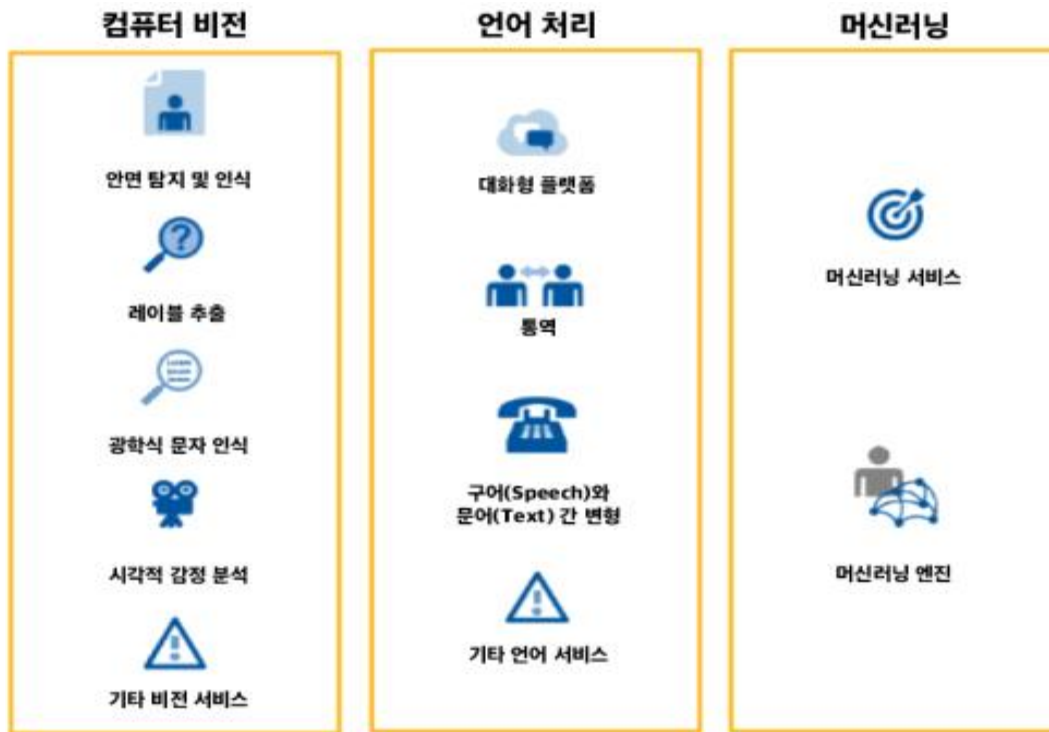 컴퓨터 비전
안면 탐지 및 인식
?
레이블 추출
광학식 문자 인식
시각적 감정 분석
기타 비전 서비스
언어 처리
대화형 플랫폼
통역
구어(Speech)와
문어(Text) 간 변형
기타 언어 서비스
머신러닝
머신러닝 서비스
머신러닝 엔진